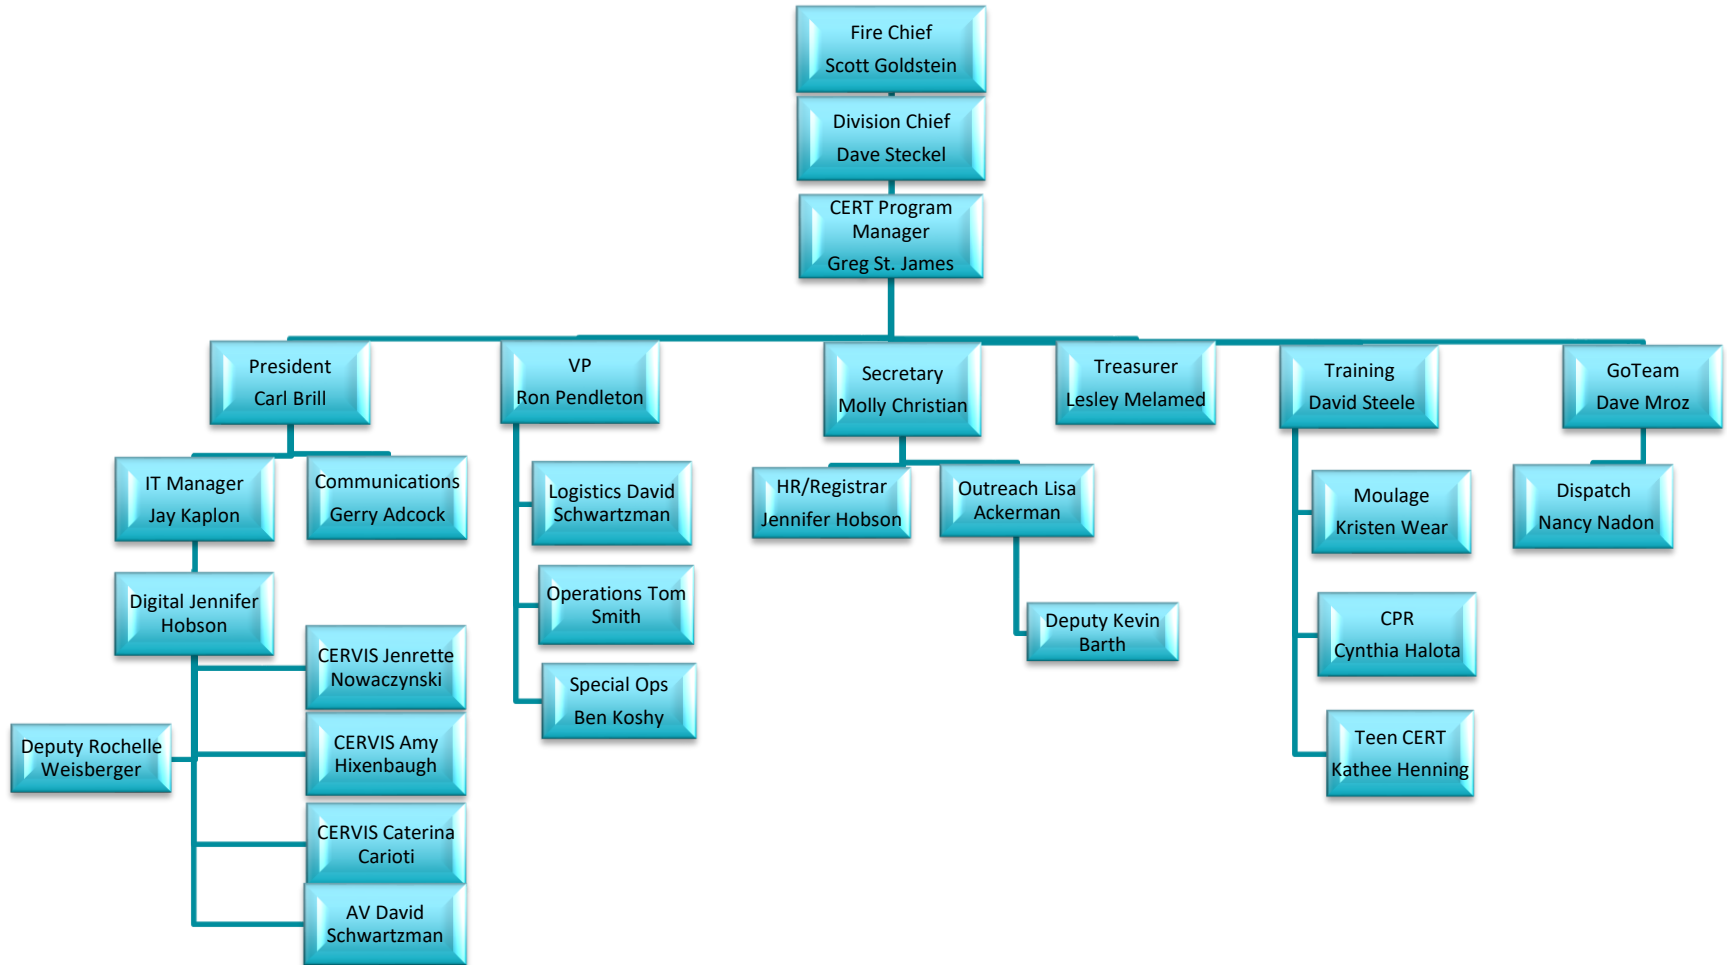 Fire Chief
Scott Goldstein
Division Chief
Dave Steckel
CERT Program
Manager
Greg St. James
President
Carl Brill
VP
Ron Pendleton
Secretary
Molly Christian
Treasurer
Lesley Melamed
Training
David Steele
GoTeam
Dave Mroz
IT Manager
Jay Kaplon
Communications
Gerry Adcock
Logistics David
Schwartzman
HR/Registrar
Jennifer Hobson
Outreach Lisa
Ackerman
Moulage
Kristen Wear
Dispatch
Nancy Nadon
Digital Jennifer
Hobson
Operations Tom
Smith
Deputy Kevin
Barth
CPR
Cynthia Halota
CERVIS Jenrette
Nowaczynski
Special Ops
Ben Koshy
Teen CERT
Kathee Henning
Deputy Rochelle
Weisberger
CERVIS Amy
Hixenbaugh
CERVIS Caterina
Carioti
AV David
Schwartzman